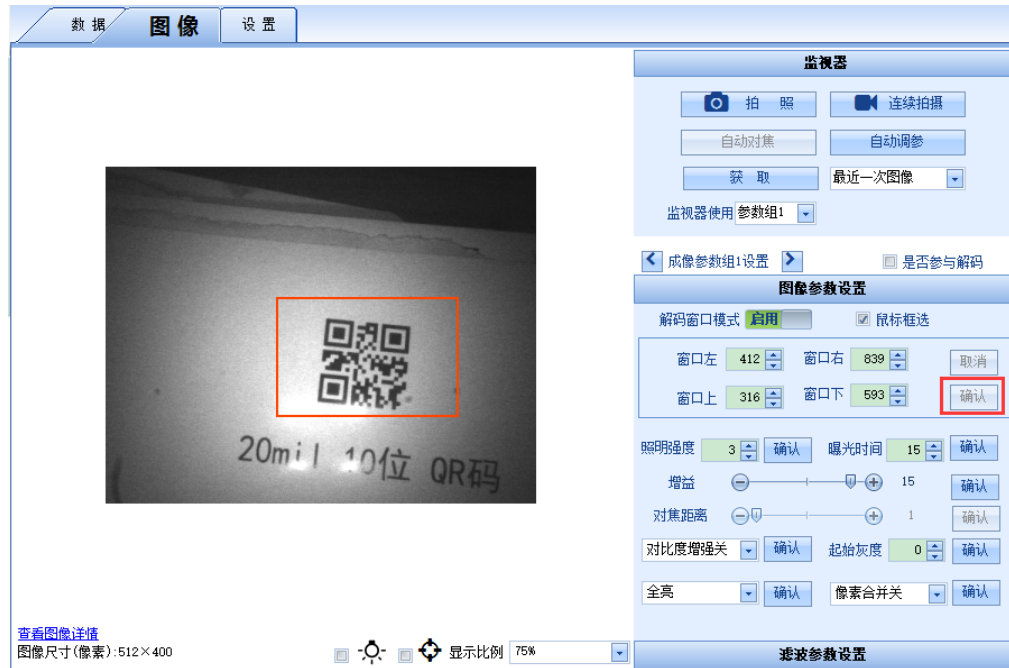 数 据
图 像
设 置
监视器
拍 照
连续拍摄
自动对焦
自动调参
获 取
最近一次图像
监视器使用 参数组1
成像参数组1设置
是否参与解码
图像参数设置
解码窗口模式 启用
鼠标框选
窗口左 412 窗口右 839 取消
窗口上 316 窗口下 593 确认
照明强度 3 确认 曝光时间 15 确认
增益 15 确认
对焦距离 1 确认
对比度增强关 确认 起始灰度 0 确认
全亮 确认 像素合并关 确认
滤波参数设置
20mil 10位 QR码
查看图像详情
图像尺寸(像素):512×400
显示比例 75%